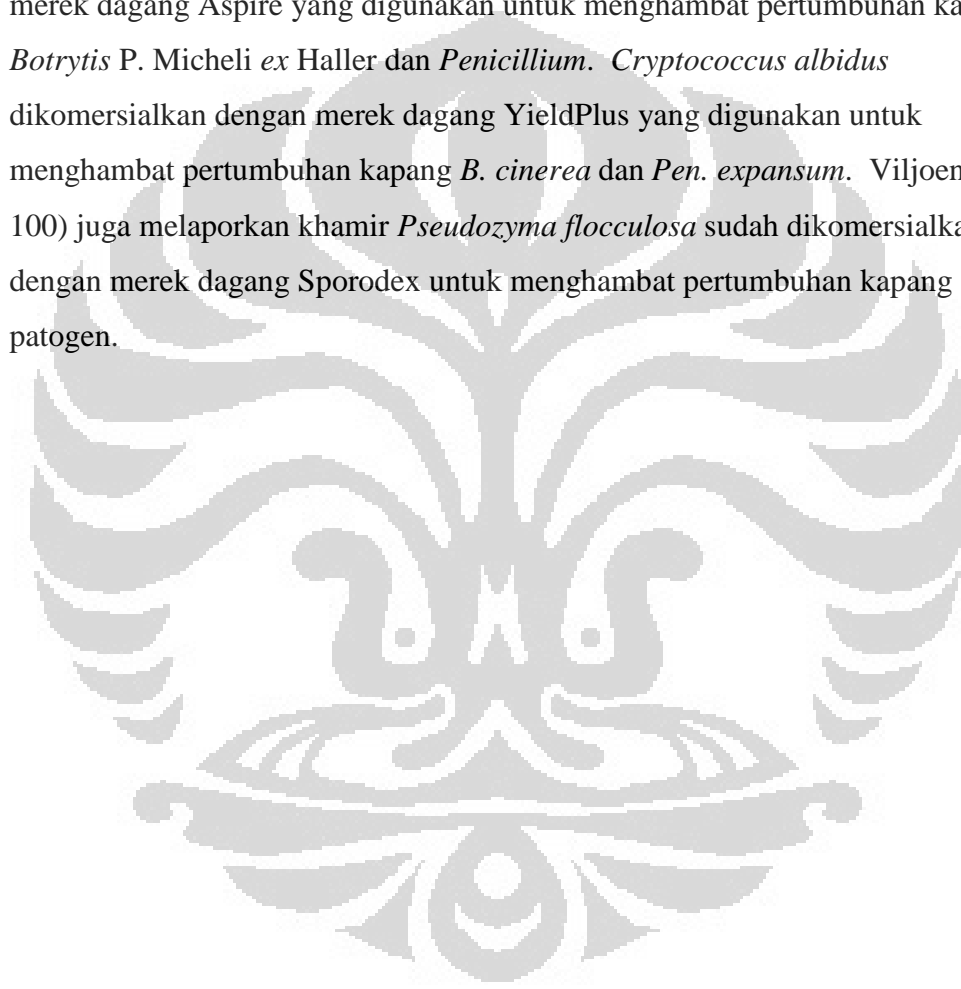 merek dagang Aspire yang digunakan untuk menghambat pertumbuhan
Botrytis P. Micheli ex Haller dan Penicillium. Cryptococcus albidus
dikomersialkan dengan merek dagang YieldPlus yang digunakan untuk
menghambat pertumbuhan kapang B. cinerea dan Pen. expansum. Viljoen
100) juga melaporkan khamir Pseudozyma flocculosa sudah
dengan merek dagang Sporodex untuk menghambat pertumbuhan kapang
patogen.